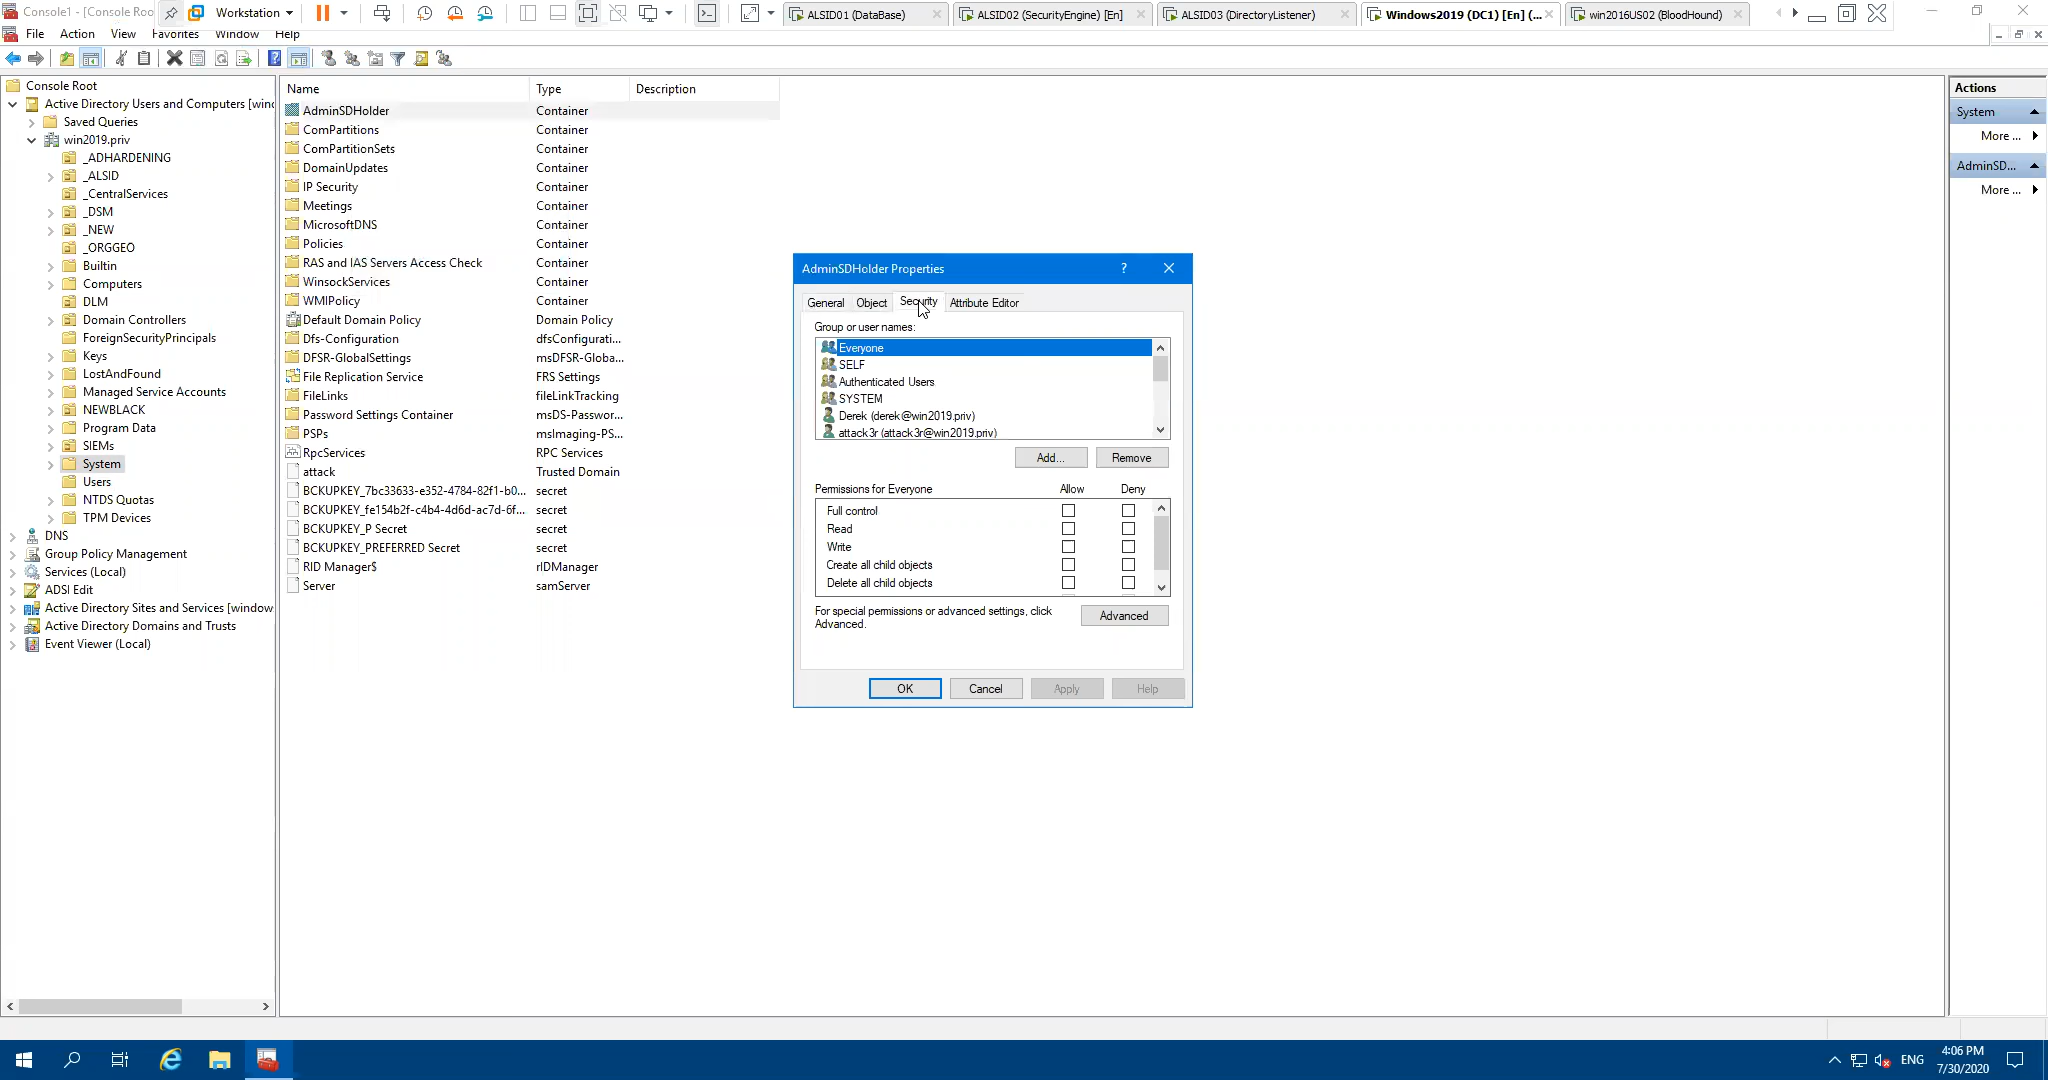 Console1 - [Console Roo
Workstation
ALSID01 (DataBase)
ALSID02 (SecurityEngine) [En]
ALSID03 (DirectoryListener)
Windows2019 (DC1) [En] (...
win2016US02 (BloodHound)
File Action View Favorites Window Help
Console Root
Active Directory Users and Computers [wind
Saved Queries
win2019.priv
_ADHARDENING
_ALSID
_CentralServices
_DSM
_NEW
_ORGGEO
Builtin
Computers
DLM
Domain Controllers
ForeignSecurityPrincipals
Keys
LostAndFound
Managed Service Accounts
NEWBLACK
Program Data
SIEMs
System
Users
NTDS Quotas
TPM Devices
DNS
Group Policy Management
Services (Local)
ADSI Edit
Active Directory Sites and Services [window
Active Directory Domains and Trusts
Event Viewer (Local)
Name Type Description
AdminSDHolder Container
ComPartitions Container
ComPartitionSets Container
DomainUpdates Container
IP Security Container
Meetings Container
MicrosoftDNS Container
Policies Container
RAS and IAS Servers Access Check Container
WinsockServices Container
WMIPolicy Container
Default Domain Policy Domain Policy
Dfs-Configuration dfsConfigurati...
DFSR-GlobalSettings msDFSR-Globa...
File Replication Service FRS Settings
FileLinks fileLinkTracking
Password Settings Container msDS-Passwor...
PSPs msImaging-PS...
RpcServices RPC Services
attack Trusted Domain
BCKUPKEY_7bc33633-e352-4784-82f1-b0... secret
BCKUPKEY_fe154b2f-c4b4-4d6d-ac7d-6f... secret
BCKUPKEY_P Secret secret
BCKUPKEY_PREFERRED Secret secret
RID Manager$ rIDManager
Server samServer
AdminSDHolder Properties ?
General Object Security Attribute Editor
Group or user names:
Everyone
SELF
Authenticated Users
SYSTEM
Derek (derek@win2019.priv)
attack3r (attack3r@win2019.priv)
Add... Remove
Permissions for Everyone Allow Deny
Full control
Read
Write
Create all child objects
Delete all child objects
For special permissions or advanced settings, click
Advanced.
Advanced
OK Cancel Apply Help
Actions
System
More ...
AdminSD...
More ...
ENG
4:06 PM
7/30/2020